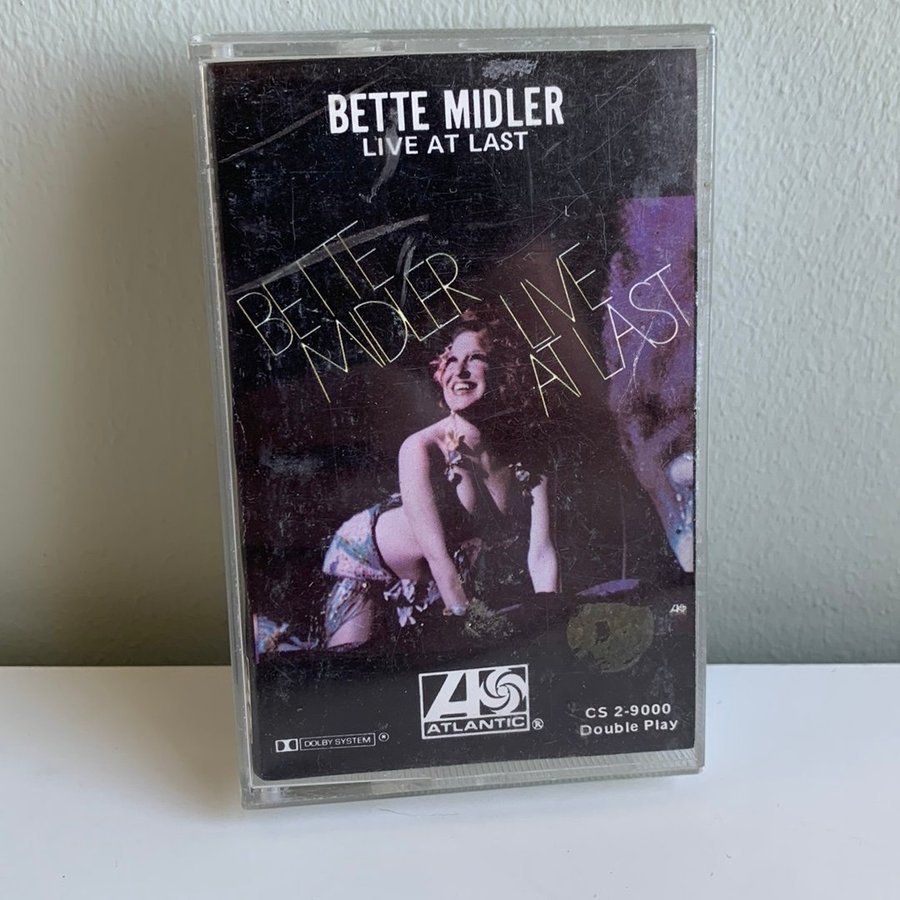 BETTE MIDLER
LIVE AT LAST
BETTE
MIDLER
LIVE
AT LAST
ATLANTIC®
DOLBY SYSTEM ®
CS 2-9000
Double Play